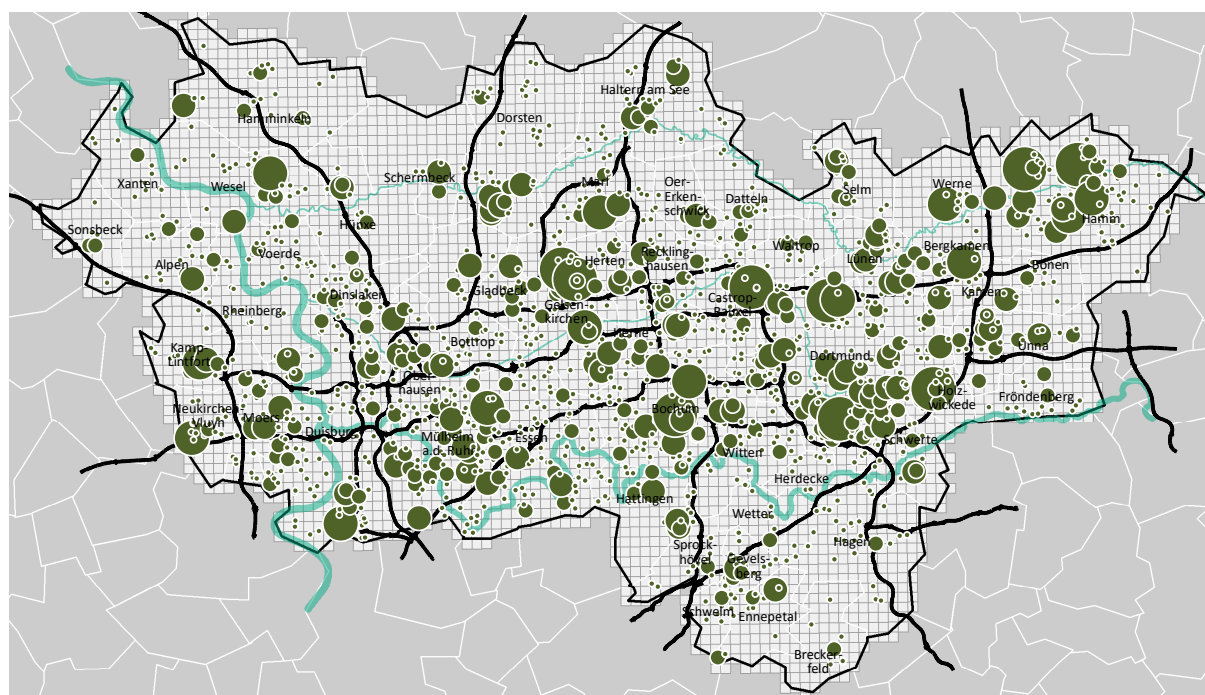 Haltern am See
Hamminkeln
Dorsten
Schermbeck
Marl
Oer-
Erken-
schwick
Datteln
Selm
Werne
Hamm
Xanten
Wesel
Hünxe
Sonsbeck
Voerde
Alpen
Reckling-
hausen
Herten
Waltrop
Lünen
Bergkamen
Bönen
Dinslaken
Gladbeck
Gelsen-
kirchen
Castrop-
Rauxel
Kamen
Rheinberg
Bottrop
Herne
Dortmund
Unna
Kamp-
Lintfort
Ober-
hausen
Holz-
wickede
Fröndenberg
Neukirchen
Vluyn
Moers
Duisburg
Mülheim
a.d. Ruhr
Essen
Bochum
Witten
Schwerte
Herdecke
Hattingen
Wetter
Hagen
Sprock-
hövel
Gevels-
berg
Schwelm
Ennepetal
Brecker-
feld